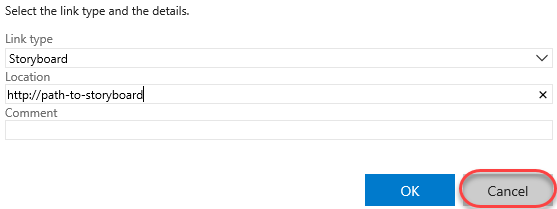 Select the link type and the details.
Link type
Storyboard
Location
http://path-to-storyboard
Comment
OK
Cancel